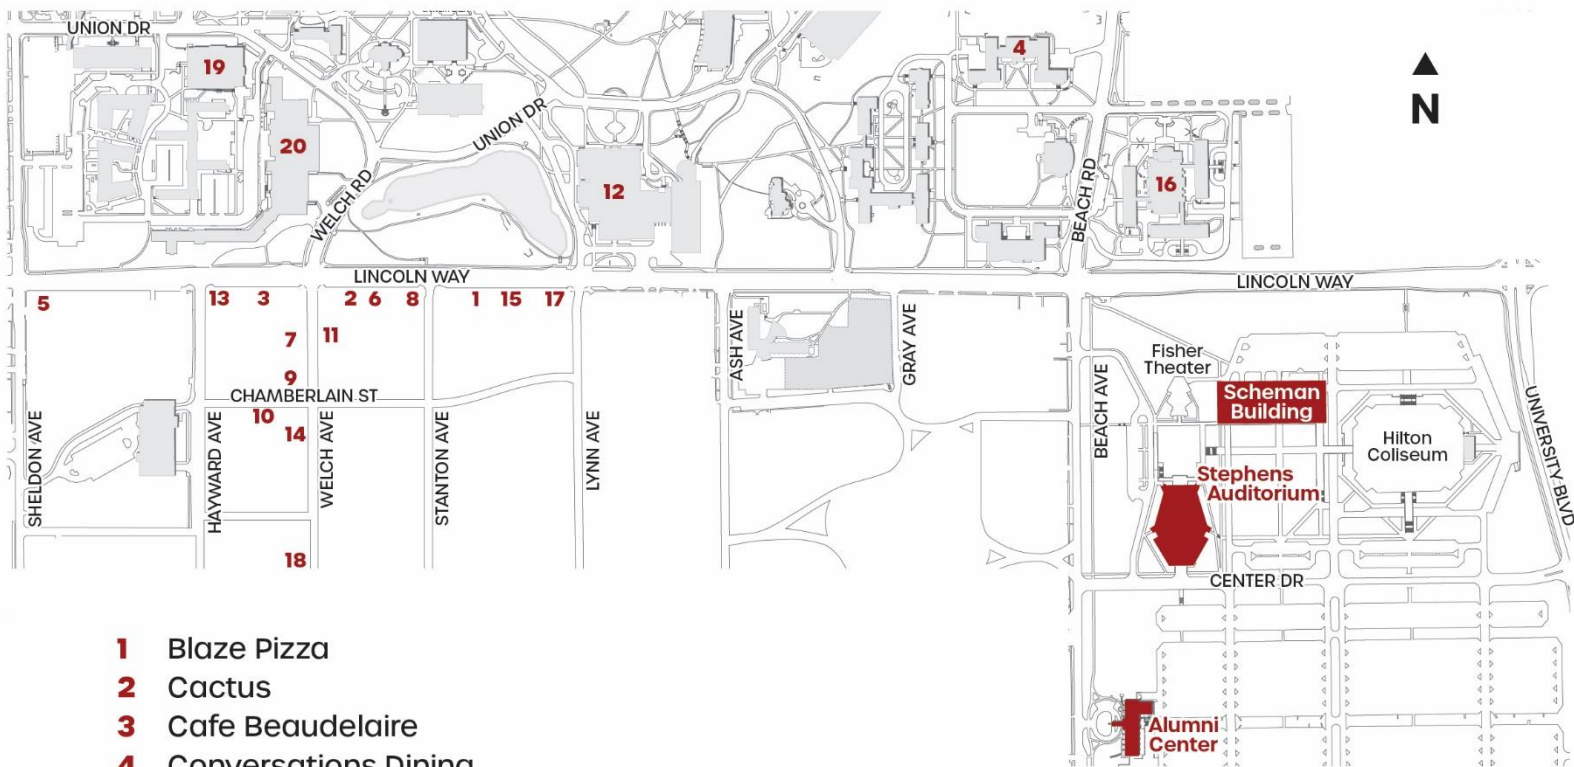 UNION DR
19
4
N
20
UNION DR
12
WELCH RD
BEACH RD
16
LINCOLN WAY
LINCOLN WAY
5
13
3
2
6
8
1
15
17
7
11
9
CHAMBERLAIN ST
10
14
18
SHELDON AVE
HAYWARD AVE
WELCH AVE
STANTON AVE
LYNN AVE
ASH AVE
GRAY AVE
BEACH AVE
Fisher
Theater
Scheman
Building
Hilton
Coliseum
UNIVERSITY BLVD
Stephens
Auditorium
CENTER DR
Alumni
Center
1 Blaze Pizza
2 Cactus
3 Cafe Beaudelaire
4 Conversations Dining